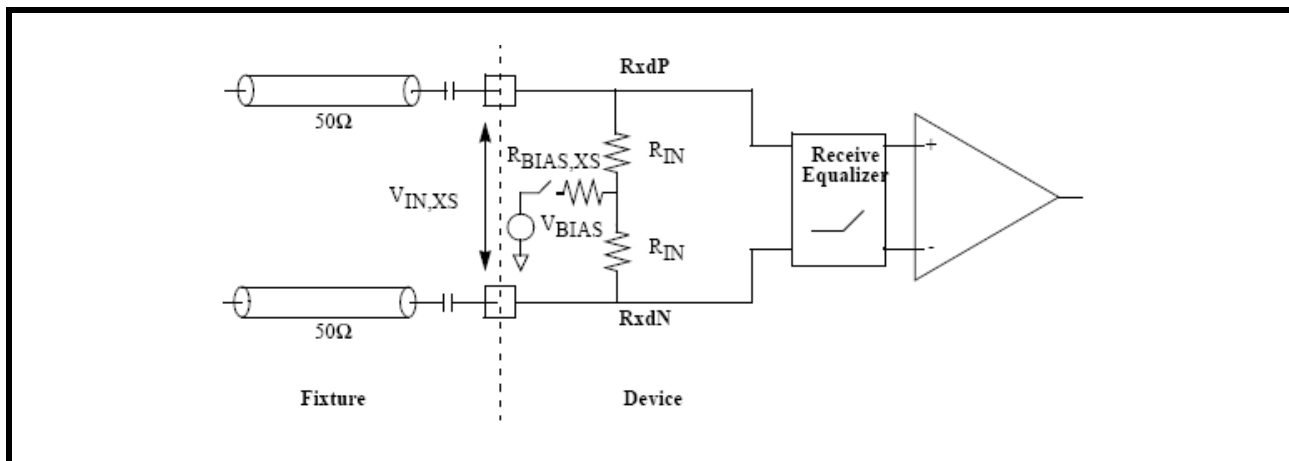 RxdP
50Ω
RBIAS,XS
RIN
Receive
Equalizer
+
VIN,XS
VBIAS
RIN
-
RxdN
50Ω
Fixture
Device